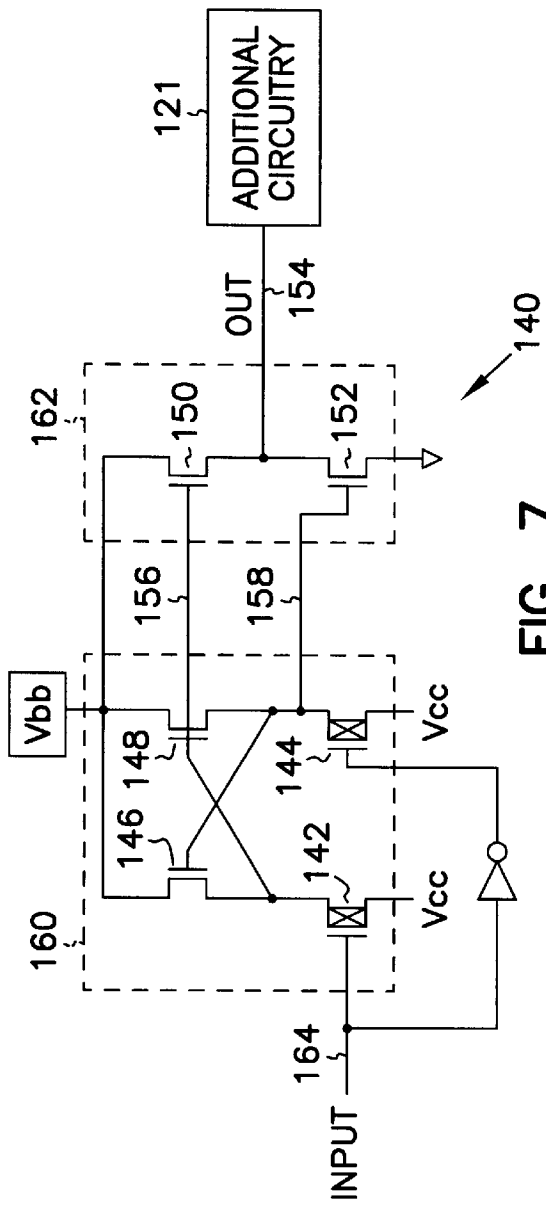 160
Vbb
162
146
148
156
150
OUT
154
121
ADDITIONAL
CIRCUITRY
158
152
142
144
Vcc
Vcc
164
INPUT
140
FIG. 7